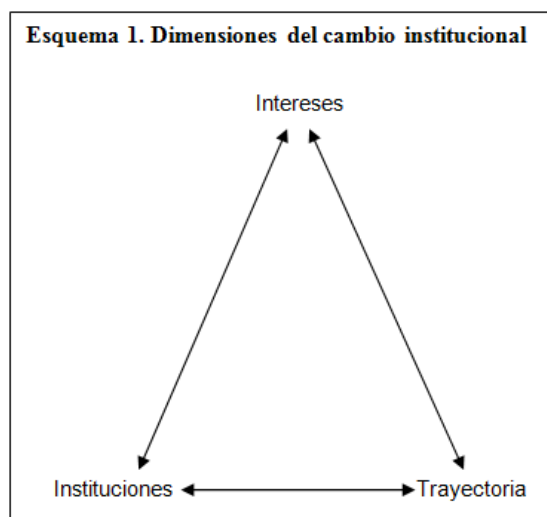 Esquema 1. Dimensiones del cambio institucional
Intereses
Instituciones
Trayectoria